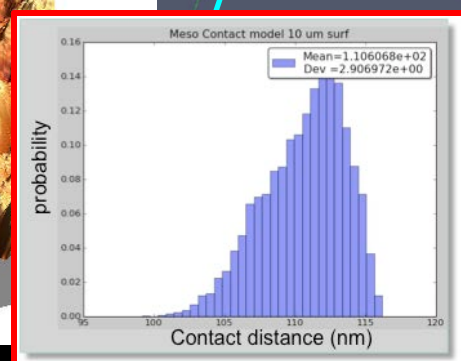 Meso Contact model 10 um surf
Mean=1.106068e+02
Dev =2.906972e+00
probability
0.16
0.14
0.12
0.10
0.08
0.06
0.04
0.02
0.00
95 100 105 110 115 120
Contact distance (nm)